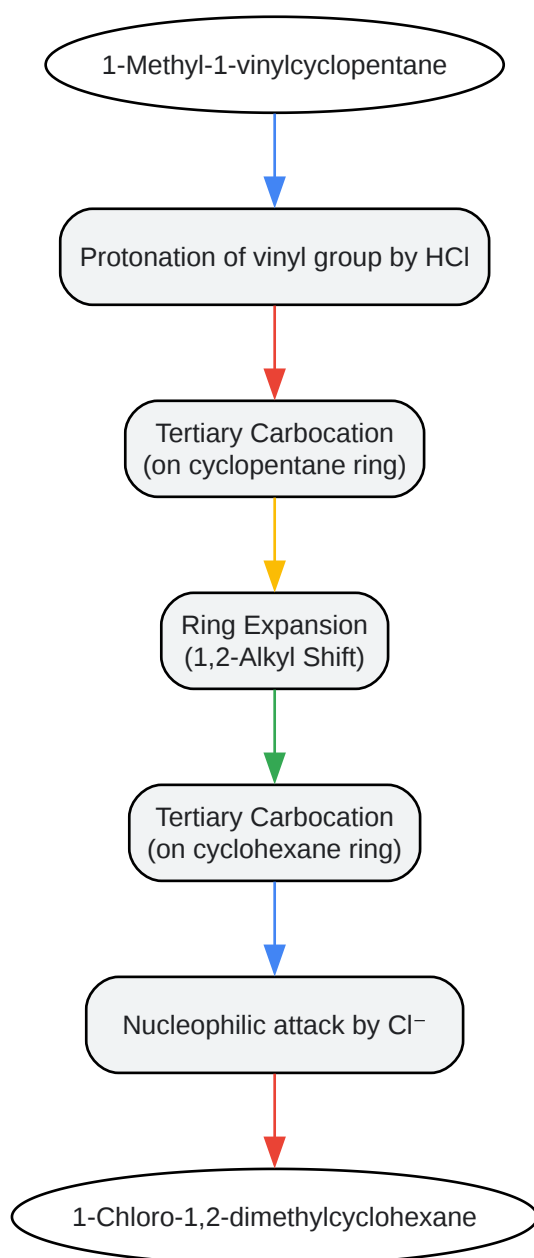 1-Methyl-1-vinylcyclopentane
Protonation of vinyl group by HCl
Tertiary Carbocation
(on cyclopentane ring)
Ring Expansion
(1,2-Alkyl Shift)
Tertiary Carbocation
(on cyclohexane ring)
Nucleophilic attack by Cl⁻
1-Chloro-1,2-dimethylcyclohexane